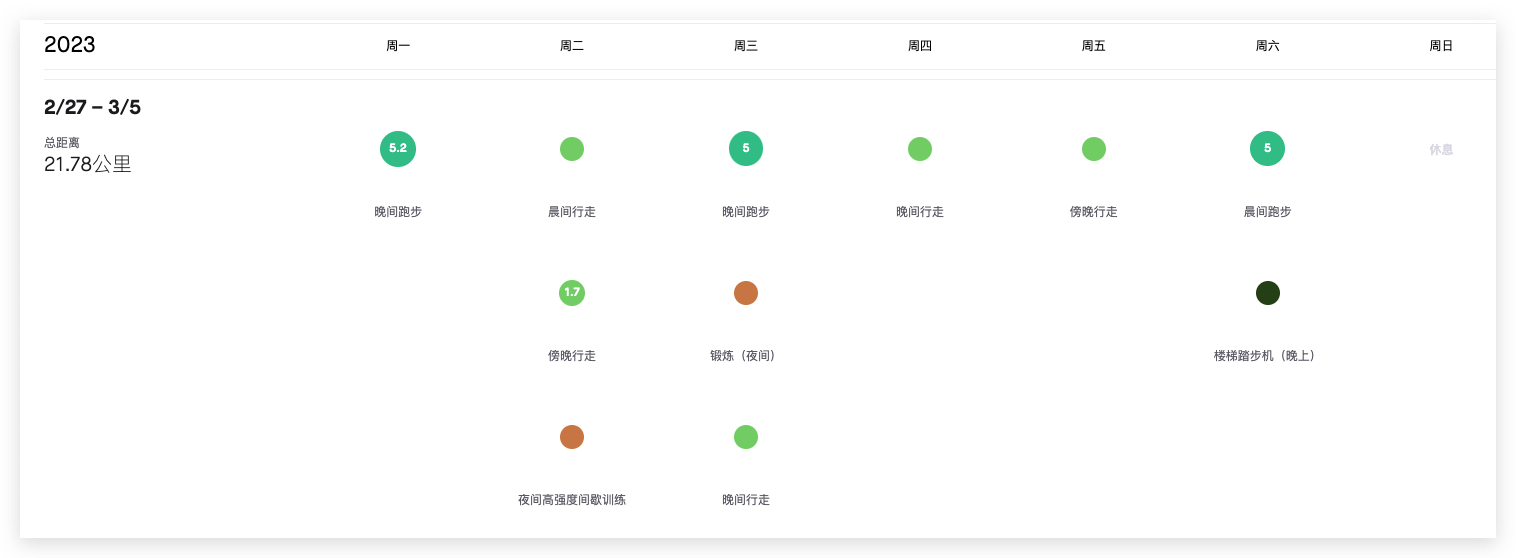 2023 周一 周二 周三 周四 周五 周六 周日
2/27 – 3/5
总距离
21.78公里
5.2 5 5 休息
晚间跑步 晨间行走 晚间跑步 晚间行走 傍晚行走 晨间跑步
1.7
傍晚行走 锻炼（夜间） 楼梯踏步机（晚上）
夜间高强度间歇训练 晚间行走